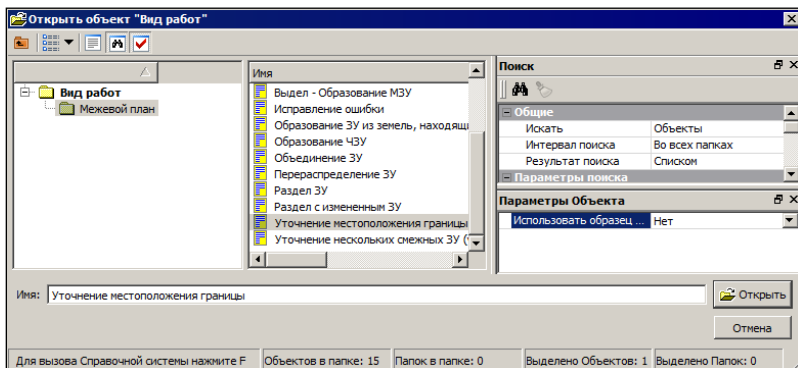 Открыть объект "Вид работ"
Вид работ
Межевой план
Имя
Выдел - Образование МЗУ
Исправление ошибки
Образование ЗУ из земель, находящи
Образование ЧЗУ
Объединение ЗУ
Перераспределение ЗУ
Раздел ЗУ
Раздел с измененным ЗУ
Уточнение местоположения границы
Уточнение нескольких смежных ЗУ (
Поиск
Общие
Искать Объекты
Интервал поиска Во всех папках
Результат поиска Списком
Параметры поиска
Параметры Объекта
Использовать образец ... Нет
Имя: Уточнение местоположения границы
Открыть
Отмена
Для вызова Справочной системы нажмите F Объектов в папке: 15 Папок в папке: 0 Выделено Объектов: 1 Выделено Папок: 0